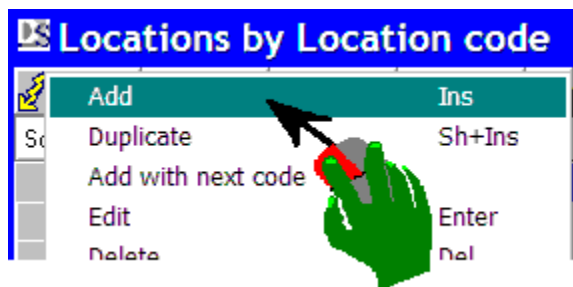 Locations by Location code
Add Ins
Duplicate Sh+Ins
Add with next code
Edit Enter
Delete Del